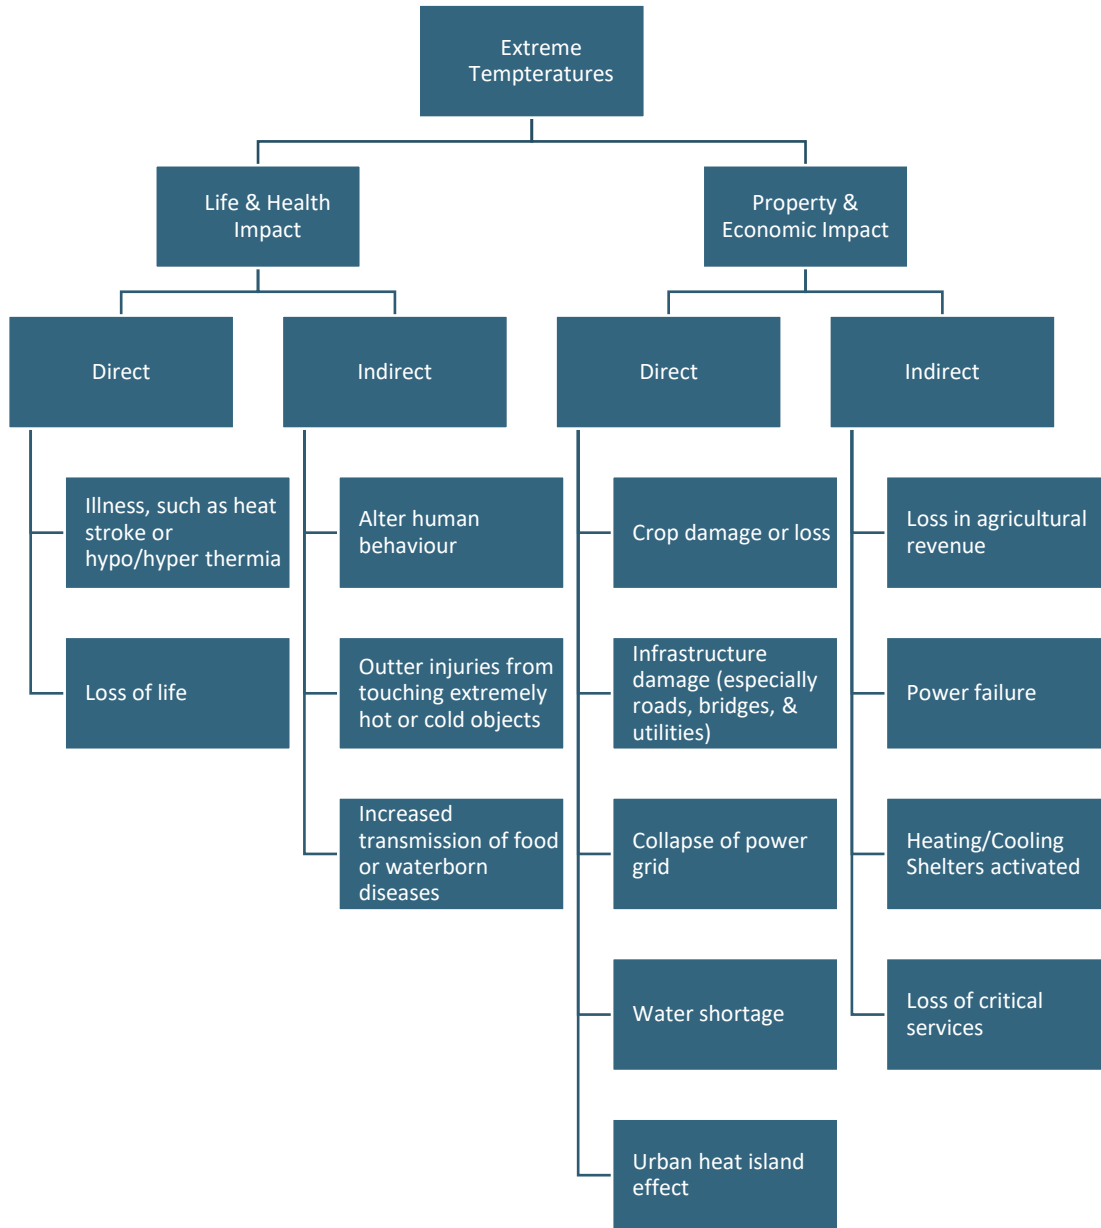 Extreme
Tempteratures
Life & Health
Impact
Property &
Economic Impact
Direct
Indirect
Direct
Indirect
Illness, such as heat
stroke or
hypo/hyper thermia
Loss of life
Alter human
behaviour
Outter injuries from
touching extremely
hot or cold objects
Increased
transmission of food
or waterborn
diseases
Crop damage or loss
Infrastructure
damage (especially
roads, bridges, &
utilities)
Collapse of power
grid
Water shortage
Urban heat island
effect
Loss in agricultural
revenue
Power failure
Heating/Cooling
Shelters activated
Loss of critical
services